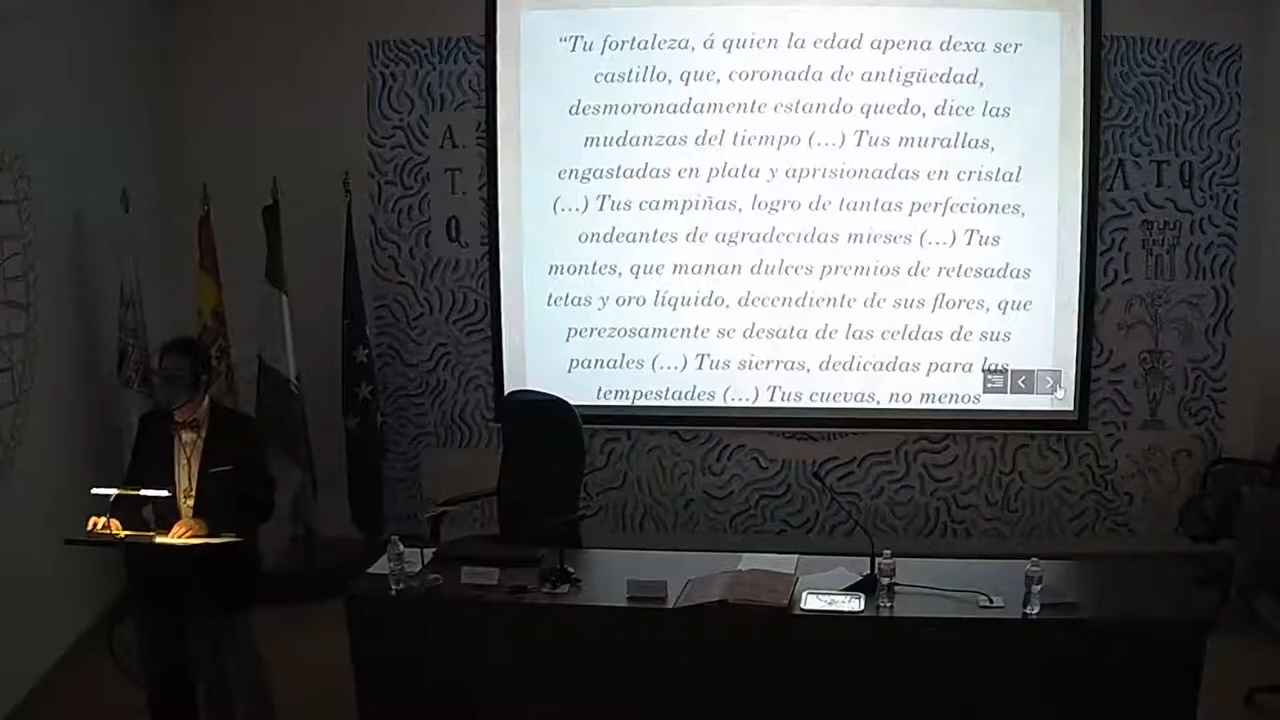 “Tu fortaleza, á quien la edad apena dexa ser
castillo, que, coronada de antigüedad,
desmoronadamente estando quedo, dice las
mudanzas del tiempo (...) Tus murallas,
engastadas en plata y aprisionadas en cristal
(...) Tus campiñas, logro de tantas perfeciones,
ondeantes de agradecidas mieses (...) Tus
montes, que manan dulces premios de retesadas
tetas y oro líquido, decendiente de sus flores, que
perezosamente se desata de las celdas de sus
panales (...) Tus sierras, dedicadas para las
tempestades (...) Tus cuevas, no menos
A.
T.
Q
A.T.Q